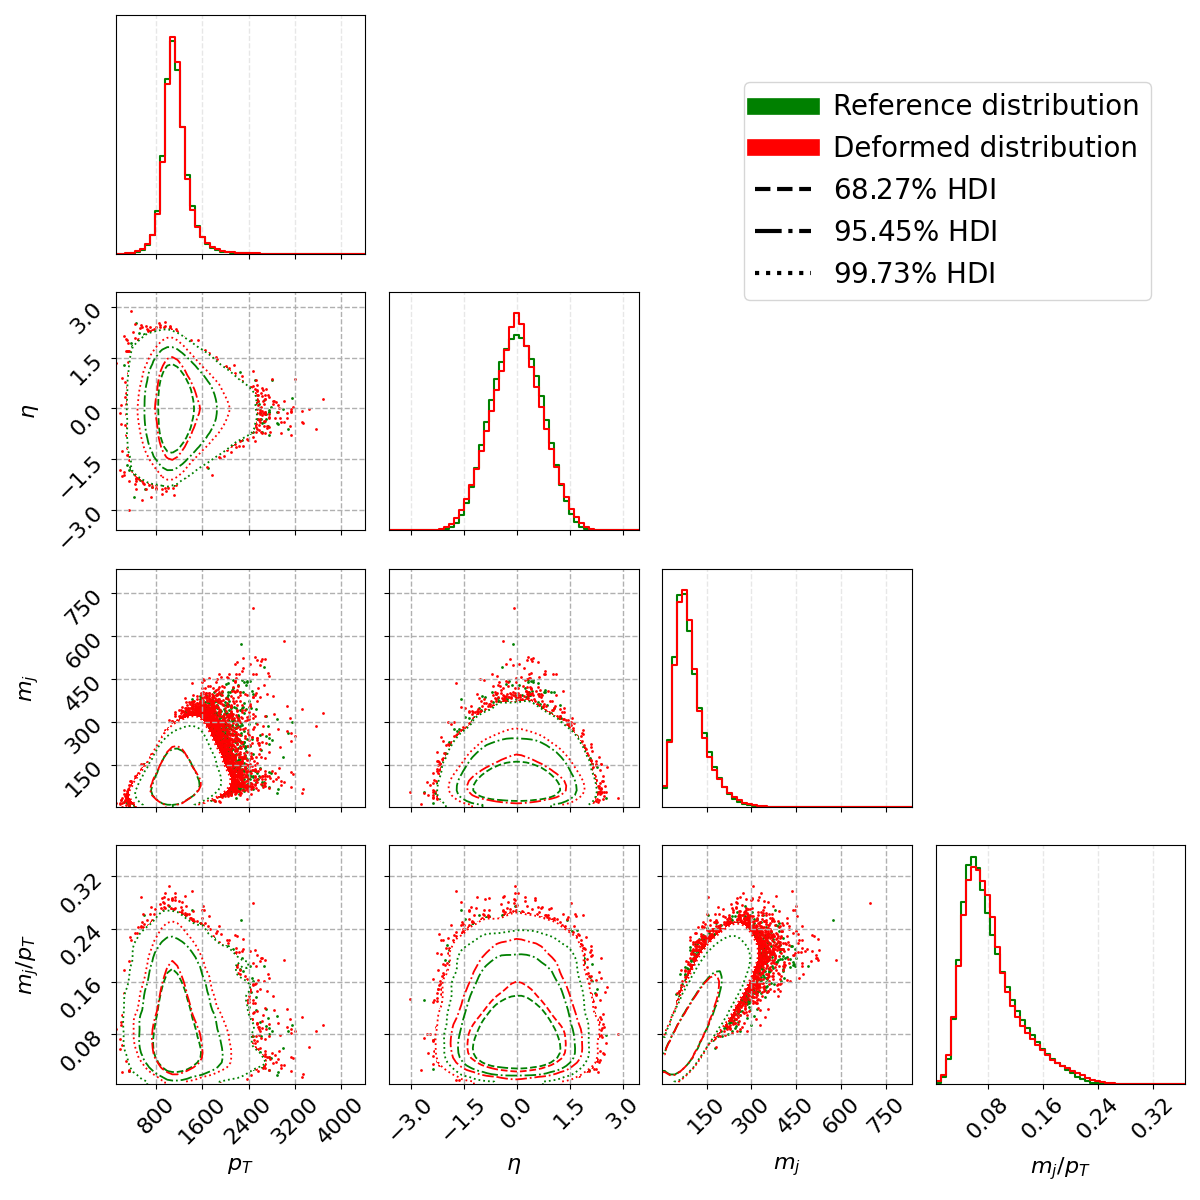 Reference distribution
Deformed distribution
68.27% HDI
95.45% HDI
99.73% HDI
3.0
1.5
0.0
−1.5
−3.0
η
750
600
450
300
150
m_j
0.32
0.24
0.16
0.08
m_j/p_T
800 1600 2400 3200 4000
p_T
−3.0 −1.5 0.0 1.5 3.0
η
150 300 450 600 750
m_j
0.08 0.16 0.24 0.32
m_j/p_T